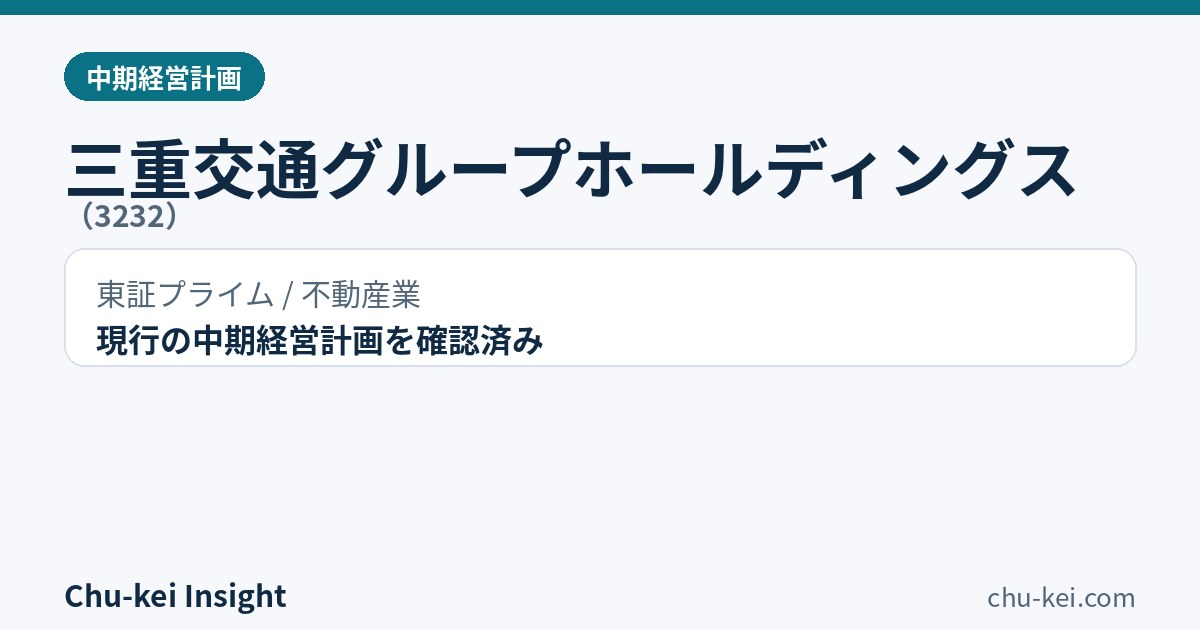 中期経営計画
三重交通グループホールディングス
（3232）
東証プライム / 不動産業
現行の中期経営計画を確認済み
Chu-kei Insight
chu-kei.com